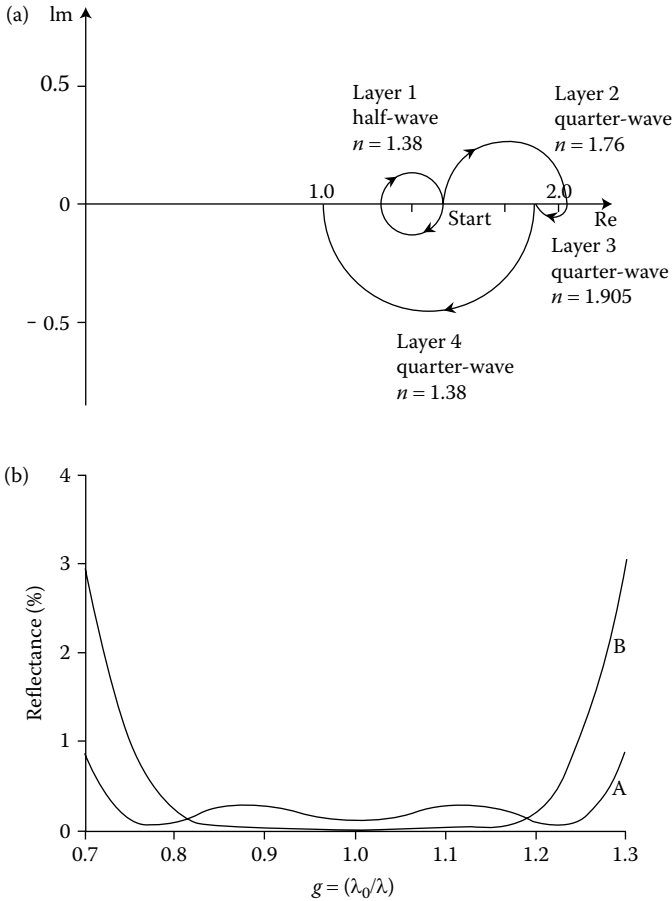 (a)
Im
0.5
0
– 0.5
1.0
2.0
Re
Start
Layer 1
half-wave
n = 1.38
Layer 2
quarter-wave
n = 1.76
Layer 3
quarter-wave
n = 1.905
Layer 4
quarter-wave
n = 1.38
(b)
Reflectance (%)
4
3
2
1
0
B
A
0.7 0.8 0.9 1.0 1.1 1.2 1.3
g = (λ0/λ)